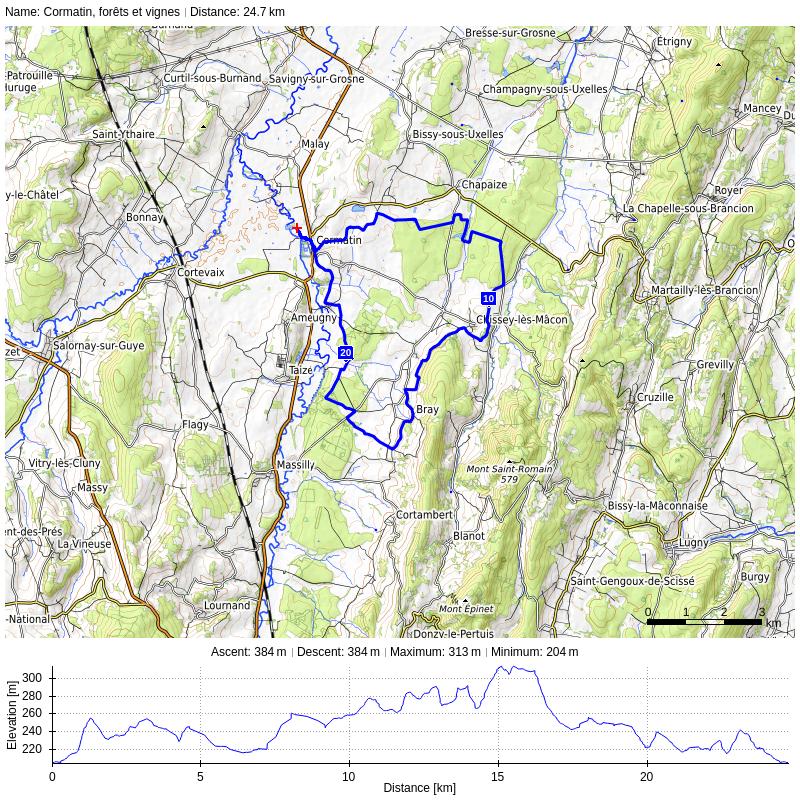 Name: Cormatin, forêts et vignes | Distance: 24.7 km
Bresse-sur-Grosne
Étrigny
Patrouille
Curtil-sous-Burnand
Savigny-sur-Grosne
Champagny-sous-Uxelles
Mancey
Saint-Ythaire
Bissy-sous-Uxelles
Malay
Chapaize
Royer
y-le-Châtel
La Chapelle-sous-Brancion
Bonnay
Cormatin
Cortevaix
Martailly-lès-Brancion
10
Ameugny
Chissey-lès-Mâcon
Salornay-sur-Guye
zet
20
Taizé
Grevilly
Cruzille
Bray
Flagy
Vitry-lès-Cluny
Massilly
Mont Saint-Romain
579
Massy
Bissy-la-Mâconnaise
Cortambert
ent-des-Prés
La Vineuse
Blanot
Lugny
Burgy
Saint-Gengoux-de-Scissé
Lournand
Mont Épinet
-National
Donzy-le-Pertuis
0 1 2 3
km
Ascent: 384 m | Descent: 384 m | Maximum: 313 m | Minimum: 204 m
Elevation [m]
300
280
260
240
220
0 5 10 15 20
Distance [km]